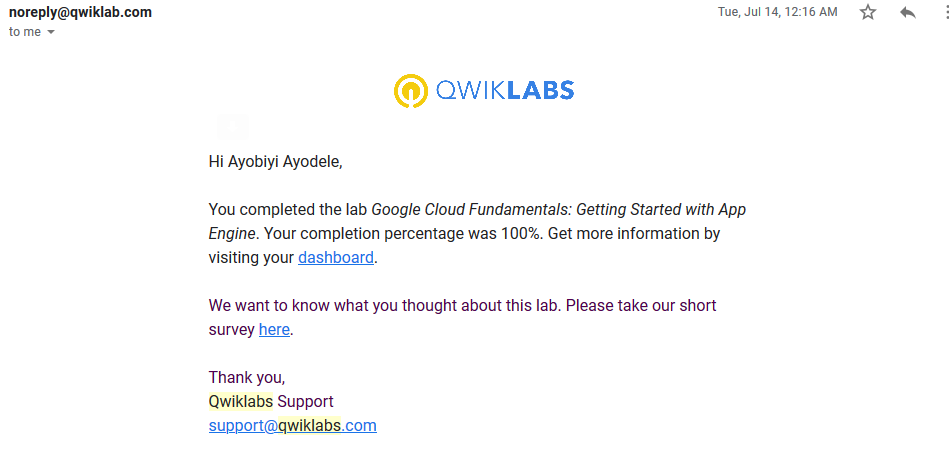 noreply@qwiklab.com
Tue, Jul 14, 12:16 AM
to me
QWIKLABS
Hi Ayobiyi Ayodele,
You completed the lab Google Cloud Fundamentals: Getting Started with App
Engine. Your completion percentage was 100%. Get more information by
visiting your dashboard.
We want to know what you thought about this lab. Please take our short
survey here.
Thank you,
Qwiklabs Support
support@qwiklabs.com